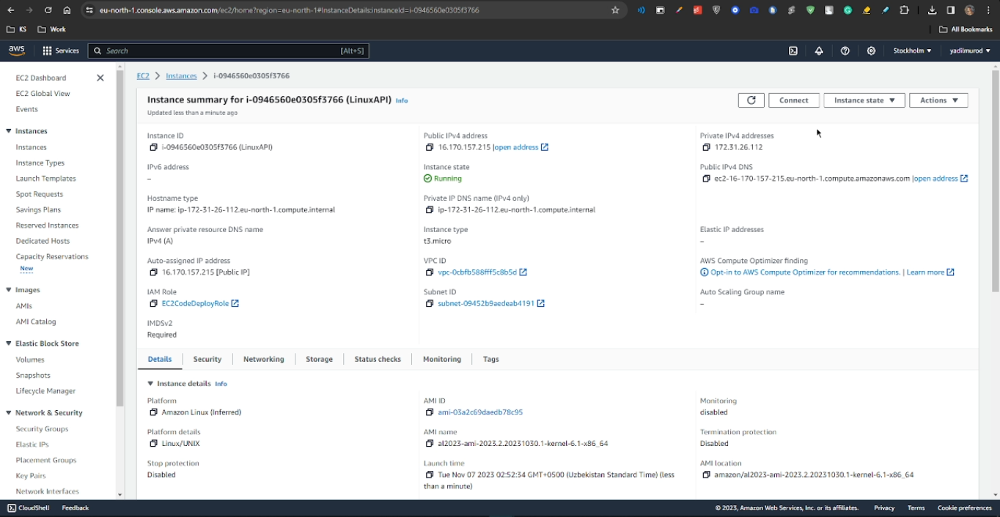 eu-north-1.console.aws.amazon.com/ec2/home?region=eu-north-1#InstanceDetails:instanceId=i-0946560e0305f3766
KS Work All Bookmarks
aws Services Search [Alt+S] Stockholm yadilmurod
EC2 Dashboard
EC2 Global View
Events
Instances
Instances
Instance Types
Launch Templates
Spot Requests
Savings Plans
Reserved Instances
Dedicated Hosts
Capacity Reservations
New
Images
AMIs
AMI Catalog
Elastic Block Store
Volumes
Snapshots
Lifecycle Manager
Network & Security
Security Groups
Elastic IPs
Placement Groups
Key Pairs
Network Interfaces
EC2 > Instances > i-0946560e0305f3766
Instance summary for i-0946560e0305f3766 (LinuxAPI) Info
Updated less than a minute ago
Connect Instance state Actions
Instance ID
i-0946560e0305f3766 (LinuxAPI)
Public IPv4 address
16.170.157.215 |open address
Private IPv4 addresses
172.31.26.112
IPv6 address
–
Instance state
Running
Public IPv4 DNS
ec2-16-170-157-215.eu-north-1.compute.amazonaws.com |open address
Hostname type
IP name: ip-172-31-26-112.eu-north-1.compute.internal
Private IP DNS name (IPv4 only)
ip-172-31-26-112.eu-north-1.compute.internal
Answer private resource DNS name
IPv4 (A)
Instance type
t3.micro
Elastic IP addresses
–
Auto-assigned IP address
16.170.157.215 [Public IP]
VPC ID
vpc-0cbfb588fff5c8b5d
AWS Compute Optimizer finding
Opt-in to AWS Compute Optimizer for recommendations. | Learn more
IAM Role
EC2CodeDeployRole
Subnet ID
subnet-09452b9aedeab4191
Auto Scaling Group name
–
IMDSv2
Required
Details Security Networking Storage Status checks Monitoring Tags
Instance details Info
Platform
Amazon Linux (Inferred)
AMI ID
ami-03a2c69daedb78c95
Monitoring
disabled
Platform details
Linux/UNIX
AMI name
al2023-ami-2023.2.20231030.1-kernel-6.1-x86_64
Termination protection
Disabled
Stop protection
Disabled
Launch time
Tue Nov 07 2023 02:52:34 GMT+0500 (Uzbekistan Standard Time) (less
than a minute)
AMI location
amazon/al2023-ami-2023.2.20231030.1-kernel-6.1-x86_64
CloudShell Feedback © 2023, Amazon Web Services, Inc. or its affiliates. Privacy Terms Cookie preferences